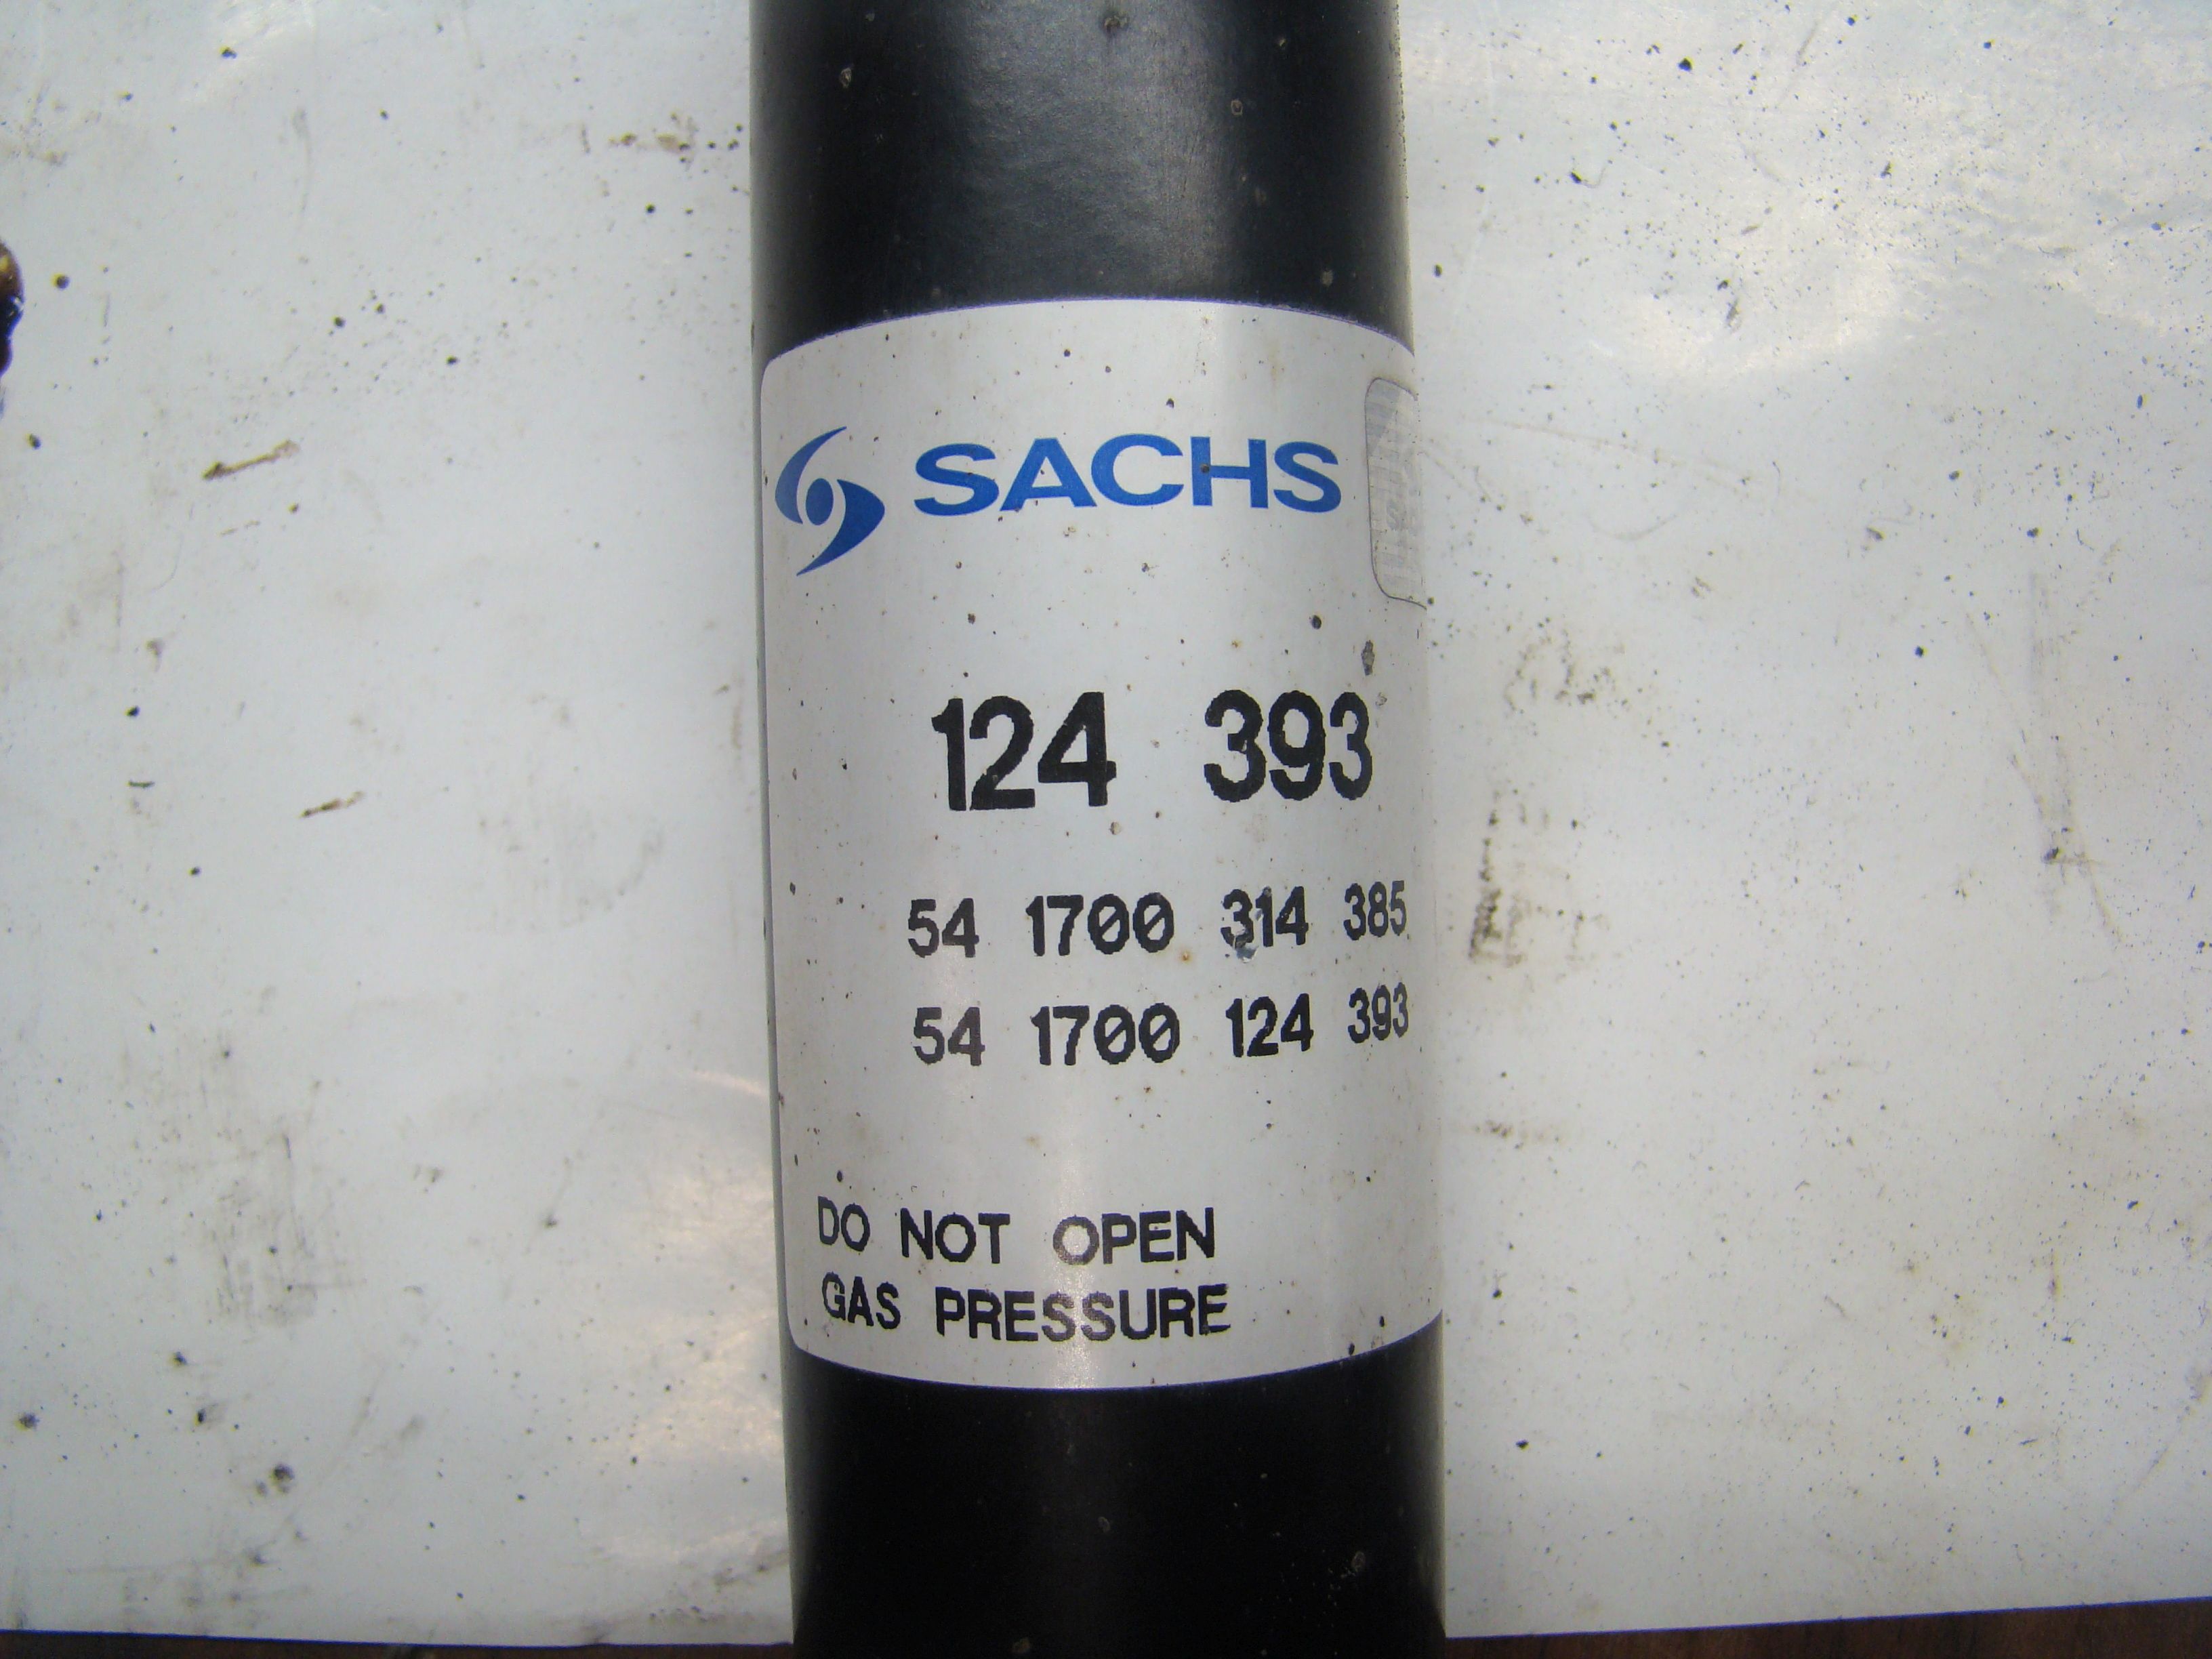 SACHS
124 393
54 1700 314 385
54 1700 124 393
DO NOT OPEN
GAS PRESSURE